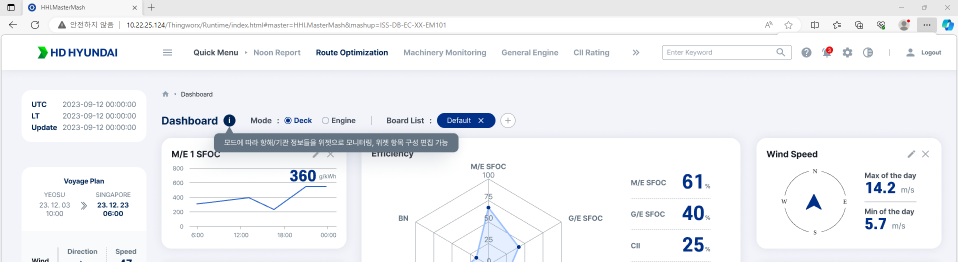 HHI.MasterMash
안전하지 않음 | 10.22.25.124/Thingworx/Runtime/index.html#master=HHI.MasterMash&mashup=ISS-DB-EC-XX-EM101
HD HYUNDAI
Quick Menu
Noon Report
Route Optimization
Machinery Monitoring
General Engine
CII Rating
Enter Keyword
3
Logout
UTC 2023-09-12 00:00:00
LT 2023-09-12 00:00:00
Update 2023-09-12 00:00:00
Dashboard
Dashboard i Mode : Deck Engine Board List : Default
모드에 따라 항해/기관 정보들을 위젯으로 모니터링, 위젯 항목 구성 편집 가능
Voyage Plan
YEOSU SINGAPORE
23. 12. 03 23. 12. 23
10:00 06:00
Direction Speed
Wind
M/E 1 SFOC
360 g/kWh
800
600
400
200
6:00 12:00 18:00 00:00
Efficiency
M/E SFOC
100
75
50
25
0
BN
G/E SFOC
M/E SFOC 61 %
G/E SFOC 40 %
CII 25 %
Wind Speed
N
W E
S
Max of the day
14.2 m/s
Min of the day
5.7 m/s